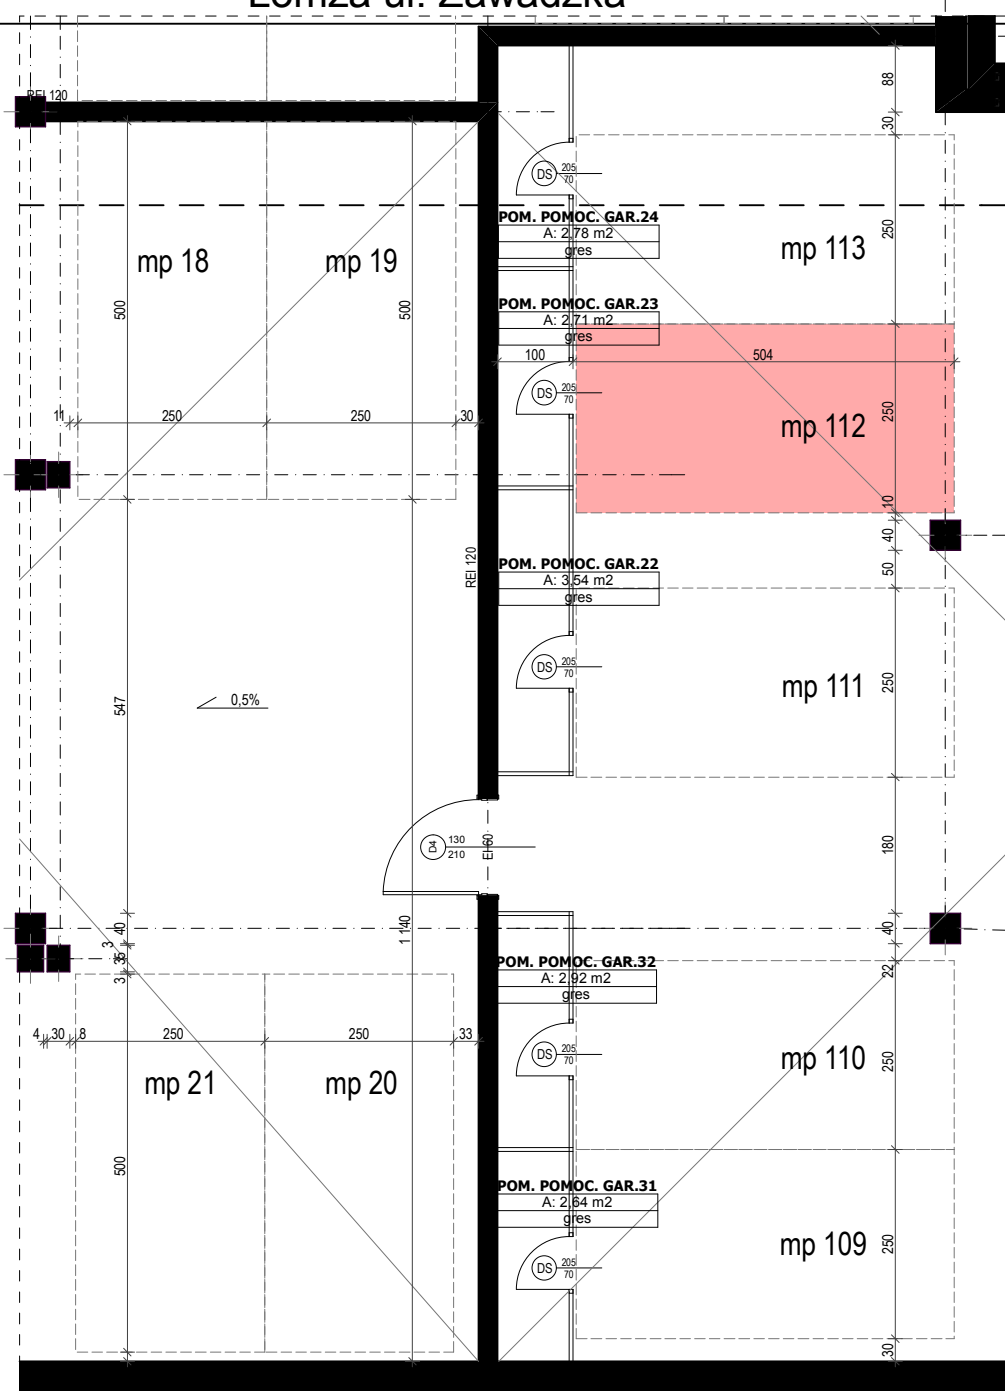 Łomża ul. Zawadzka
REI 120
88
30
205
70
DS
POM. POMOC. GAR.24
A: 2,78 m2
gres
mp 113
250
mp 18
mp 19
500
500
POM. POMOC. GAR.23
A: 2,71 m2
gres
100
504
DS
205
70
mp 112
250
11
250
250
30
10
40
50
REI 120
POM. POMOC. GAR.22
A: 3,54 m2
gres
DS
205
70
mp 111
250
547
0,5%
D4
130
210
EI 60
180
1 140
40
3
35
3
40
22
POM. POMOC. GAR.32
A: 2,92 m2
gres
4
30
8
250
250
33
DS
205
70
mp 110
250
mp 21
mp 20
500
POM. POMOC. GAR.31
A: 2,64 m2
gres
mp 109
250
DS
205
70
30